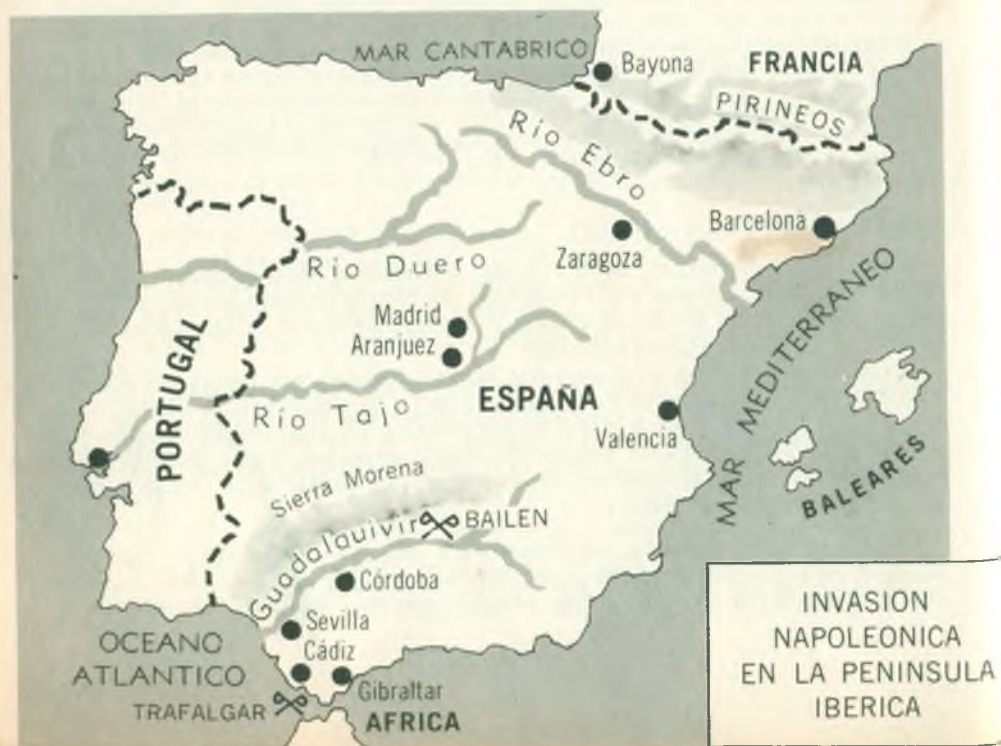 MAR CANTABRICO
Bayona
FRANCIA
PIRINEOS
Río Ebro
Barcelona
Zaragoza
Río Duero
Madrid
Aranjuez
PORTUGAL
ESPAÑA
Río Tajo
Valencia
MAR MEDITERRANEO
BALEARES
Sierra Morena
Guadalquivir
BAILEN
Córdoba
Sevilla
Cádiz
OCEANO
ATLANTICO
Gibraltar
TRAFALGAR
AFRICA
INVASION
NAPOLEONICA
EN LA PENINSULA
IBERICA